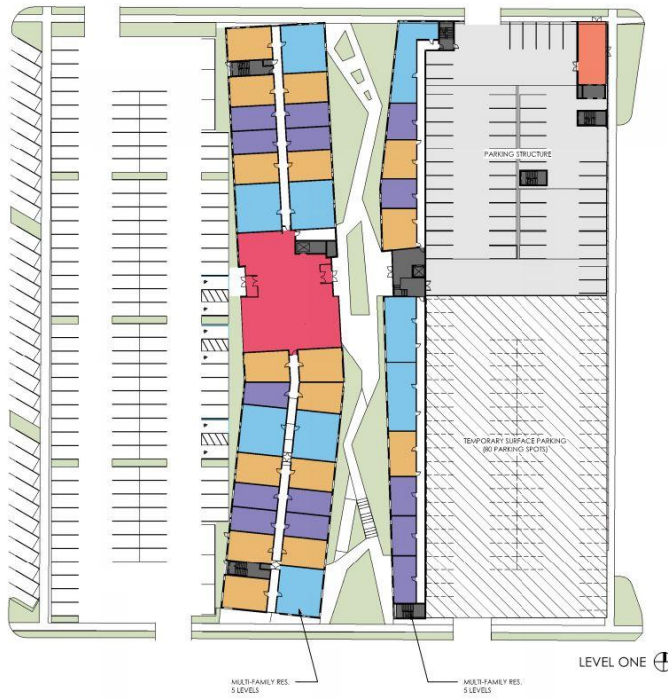 PARKING STRUCTURE
TEMPORARY SURFACE PARKING
(80 PARKING SPOTS)
LEVEL ONE
MULTI-FAMILY RES.
5 LEVELS
MULTI-FAMILY RES.
5 LEVELS